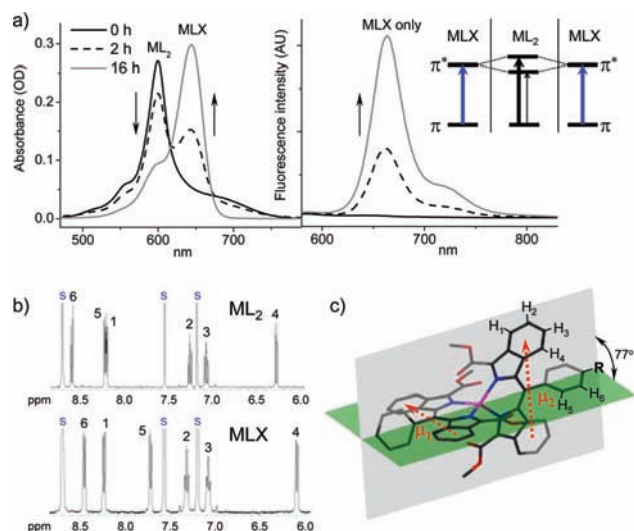 a)
0 h
2 h
16 h
ML2
MLX
Absorbance (OD)
0.3
0.2
0.1
0.0
500 600 700
nm
MLX only
Fluorescence intensity (AU)
600 700 800
nm
MLX ML2 MLX
π* π*
π π
b)
S S S
6 5 1 2 3 4
ML2
ppm 8.5 8.0 7.5 7.0 6.5 6.0
S S S
6 1 5 2 3 4
MLX
ppm 8.5 8.0 7.5 7.0 6.5 6.0
c)
H2
H1 H3
H4
77°
R
μ2
H6
H5
μ1